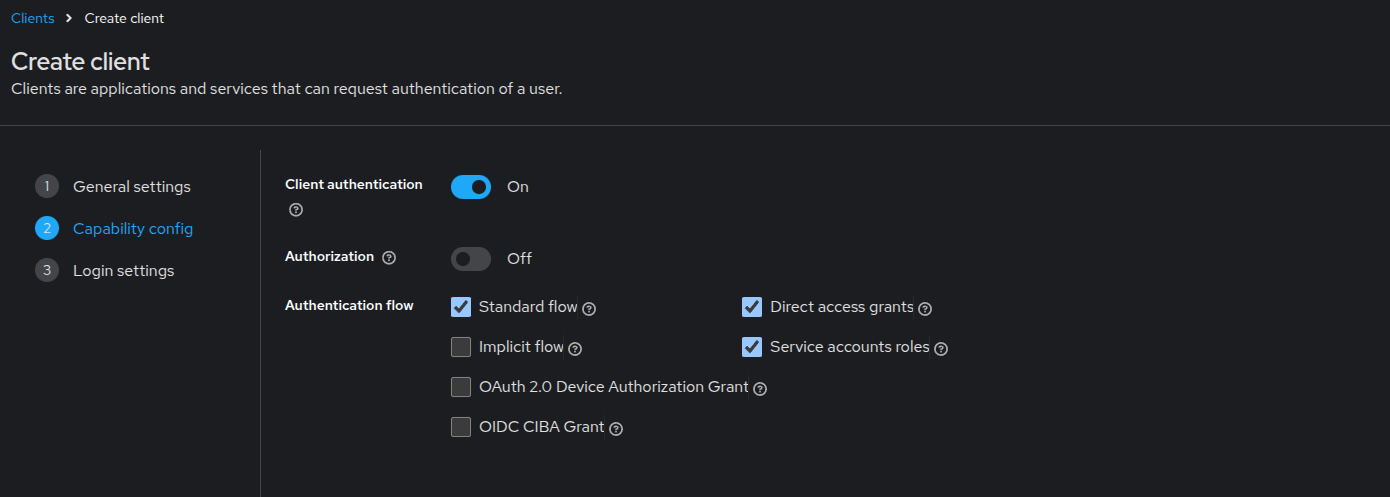 Clients > Create client
Create client
Clients are applications and services that can request authentication of a user.
1 General settings
2 Capability config
3 Login settings
Client authentication ? On
Authorization ? Off
Authentication flow Standard flow ? Direct access grants ?
Implicit flow ? Service accounts roles ?
OAuth 2.0 Device Authorization Grant ?
OIDC CIBA Grant ?